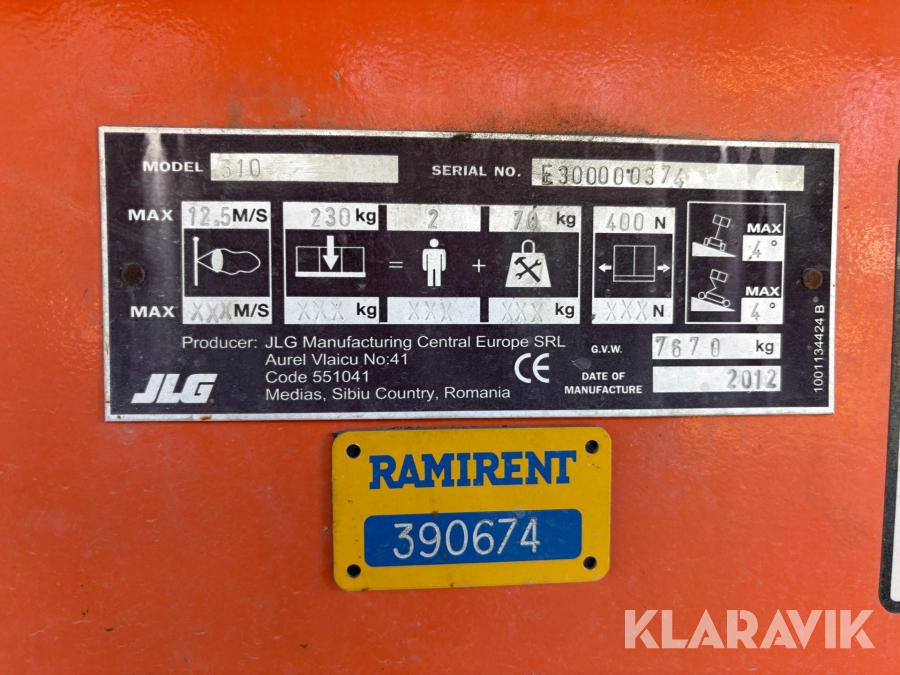 MODEL 510
SERIAL NO. E300000374
MAX 12.5 M/S 230 kg 2 70 kg 400 N MAX 4°
= +
MAX XXX M/S XXX kg XXX XXX kg XXX N MAX 4°
Producer: JLG Manufacturing Central Europe SRL
Aurel Vlaicu No:41
Code 551041
Medias, Sibiu Country, Romania
JLG
CE
G.V.W. 7670 kg
DATE OF MANUFACTURE 2012
1001134424 B
RAMIRENT
390674
KLARAVIK